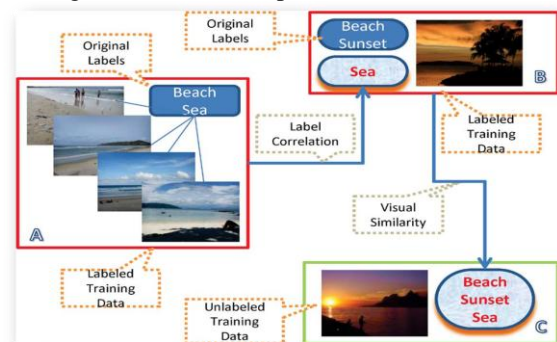 Original
Labels
Beach
Sea
A
Labeled
Training
Data
Label
Correlation
Original
Labels
Beach
Sunset
Sea
B
Labeled
Training
Data
Visual
Similarity
Unlabeled
Training
Data
Beach
Sunset
Sea
C